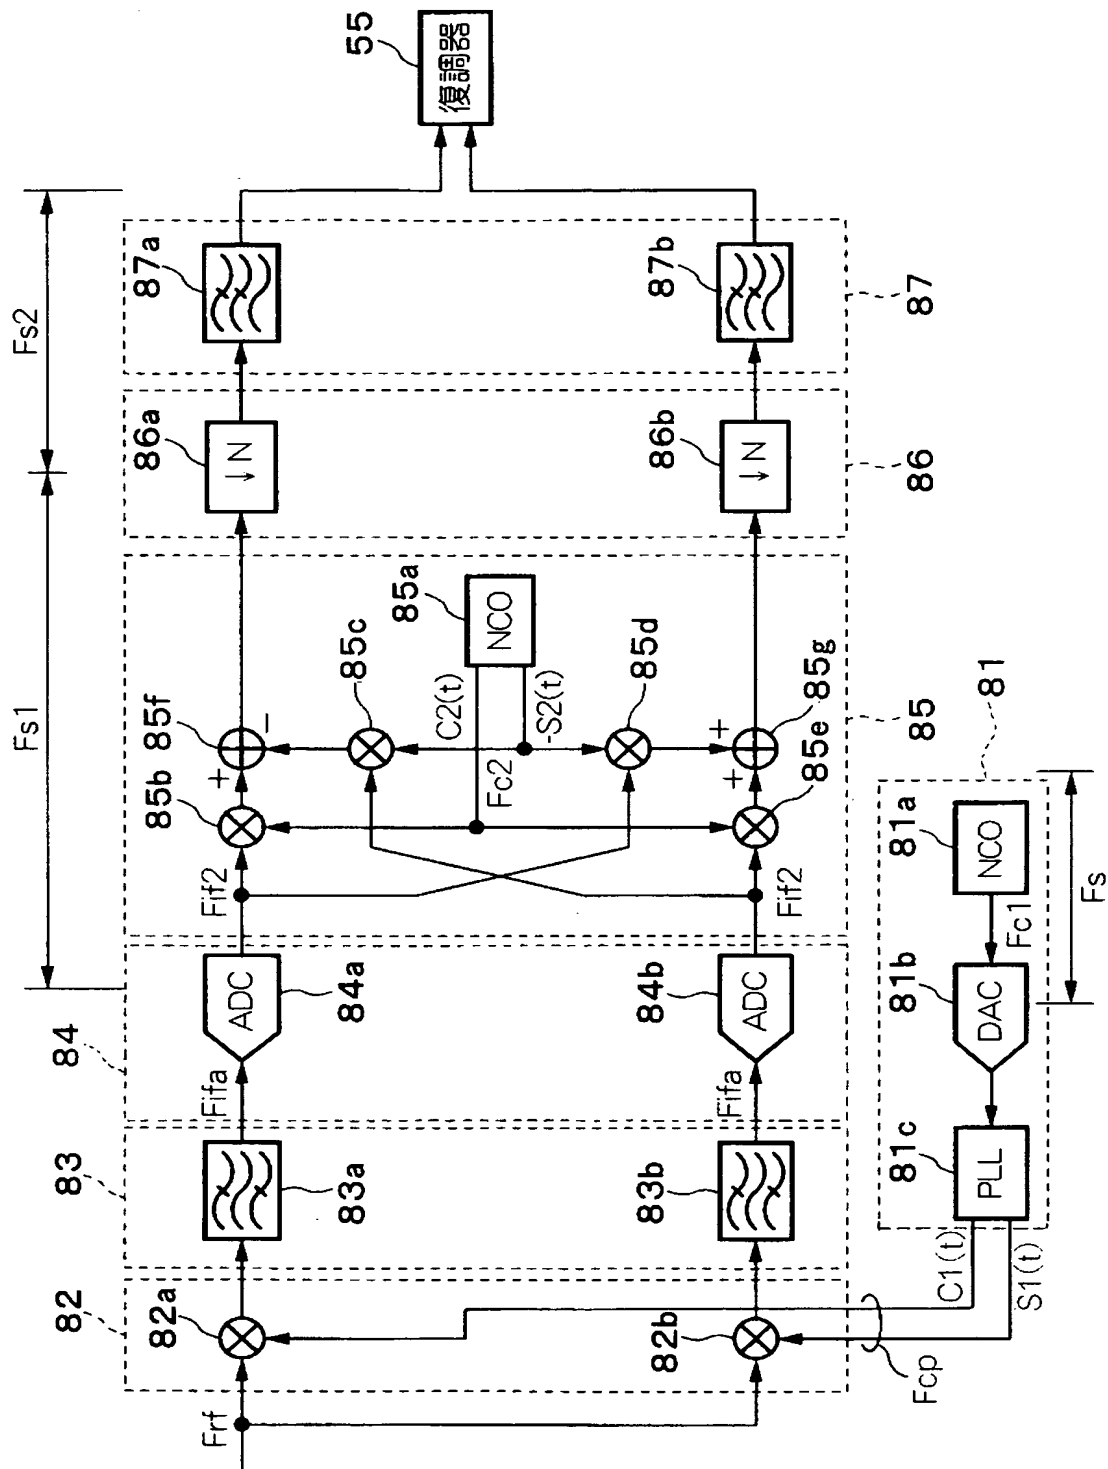 Fs1
Fs2
82
83
84
Frf
82a
83a
Fifa
ADC
84a
Fif2
85b
+
85f
−
86a
↓N
87a
55
復調器
85c
C2(t)
Fc2
-S2(t)
NCO
85a
85d
82b
83b
Fifa
ADC
84b
Fif2
+
+
85e
85g
86b
↓N
87b
85
86
87
Fcp
C1(t)
S1(t)
81c
PLL
81b
DAC
Fc1
81a
NCO
81
Fs